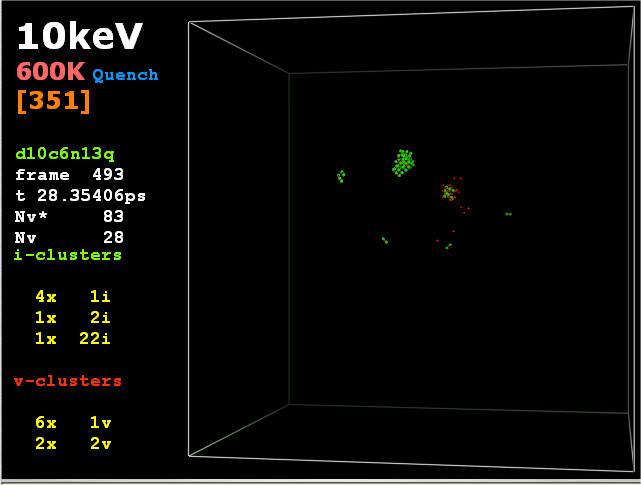 10keV
600K Quench
[351]
d10c6n13q
frame 493
t 28.35406ps
Nv* 83
Nv 28
i-clusters
4x 1i
1x 2i
1x 22i
v-clusters
6x 1v
2x 2v